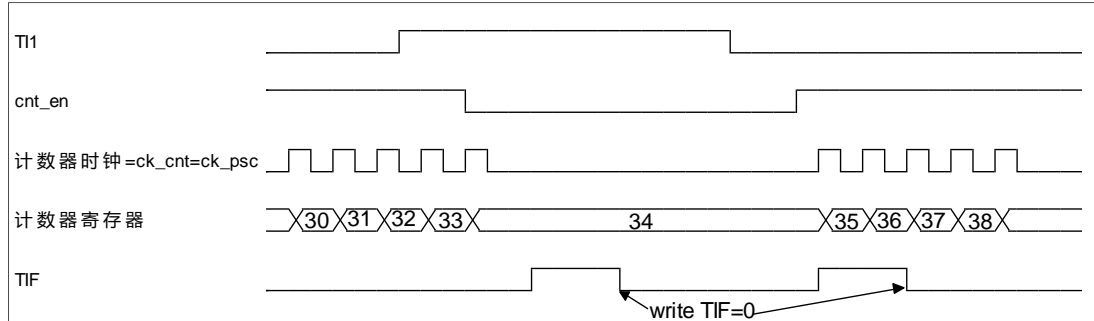 TI1
cnt_en
计数器时钟=ck_cnt=ck_psc
计数器寄存器 30 31 32 33 34 35 36 37 38
TIF
write TIF=0